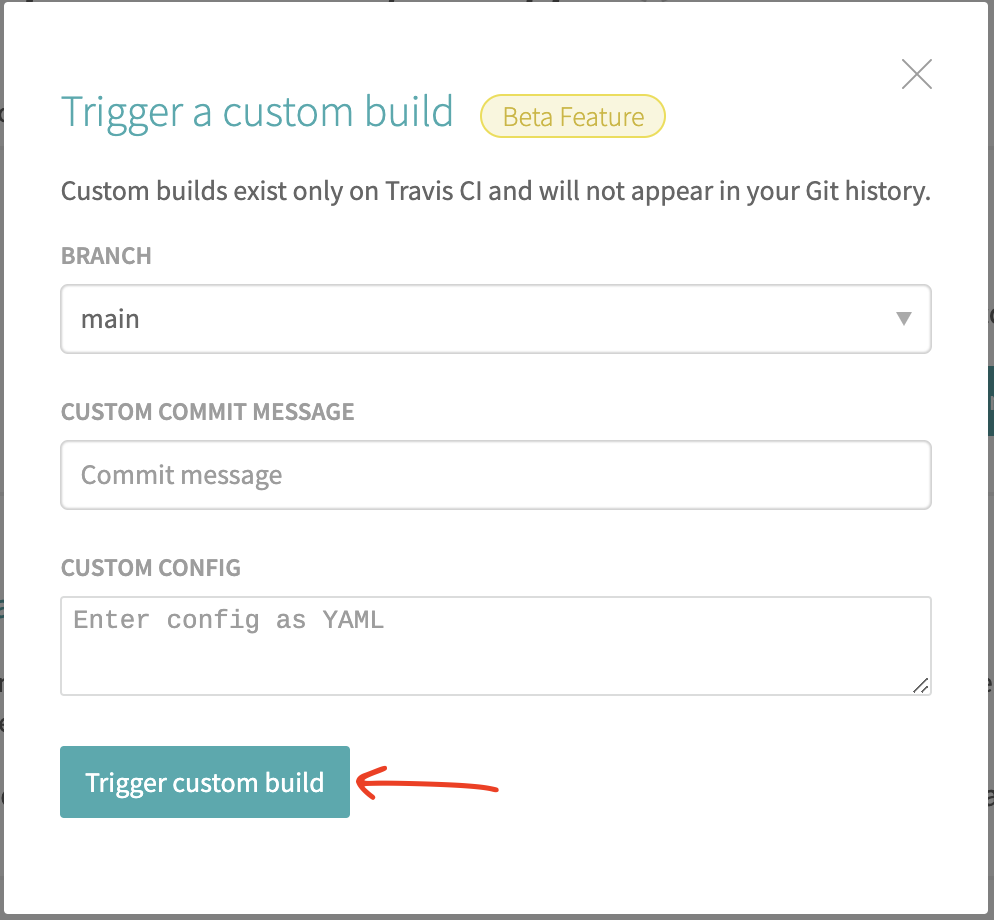 Trigger a custom build
Beta Feature
Custom builds exist only on Travis CI and will not appear in your Git history.
BRANCH
main
CUSTOM COMMIT MESSAGE
Commit message
CUSTOM CONFIG
Enter config as YAML
Trigger custom build